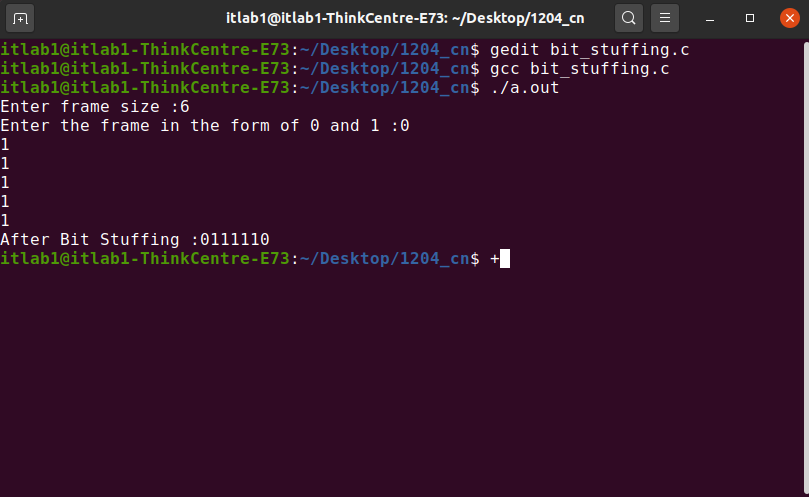 itlab1@itlab1-ThinkCentre-E73: ~/Desktop/1204_cn
itlab1@itlab1-ThinkCentre-E73:~/Desktop/1204_cn$ gedit bit_stuffing.c
itlab1@itlab1-ThinkCentre-E73:~/Desktop/1204_cn$ gcc bit_stuffing.c
itlab1@itlab1-ThinkCentre-E73:~/Desktop/1204_cn$ ./a.out
Enter frame size :6
Enter the frame in the form of 0 and 1 :0
1
1
1
1
1
After Bit Stuffing :0111110
itlab1@itlab1-ThinkCentre-E73:~/Desktop/1204_cn$ +